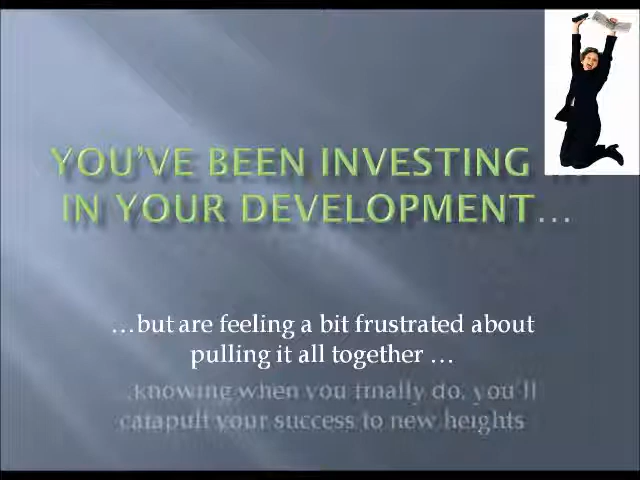 YOU'VE BEEN INVESTING ...
IN YOUR DEVELOPMENT...
...but are feeling a bit frustrated about
pulling it all together ...
...knowing when you finally do, you'll
catapult your success to new heights